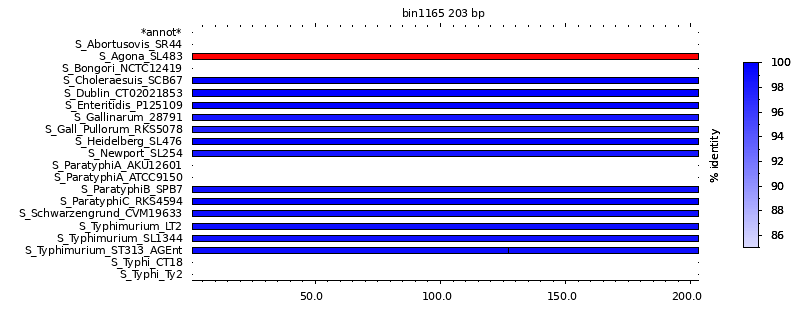 bin1165 203 bp
*annot*
S_Abortusovis_SR44
S_Agona_SL483
S_Bongori_NCTC12419
S_Choleraesuis_SCB67
S_Dublin_CT02021853
S_Enteritidis_P125109
S_Gallinarum_28791
S_Gall_Pullorum_RKS5078
S_Heidelberg_SL476
S_Newport_SL254
S_ParatyphiA_AKU12601
S_ParatyphiA_ATCC9150
S_ParatyphiB_SPB7
S_ParatyphiC_RKS4594
S_Schwarzengrund_CVM19633
S_Typhimurium_LT2
S_Typhimurium_SL1344
S_Typhimurium_ST313_AGEnt
S_Typhi_CT18
S_Typhi_Ty2
50.0 100.0 150.0 200.0
% identity
100
98
96
94
92
90
88
86